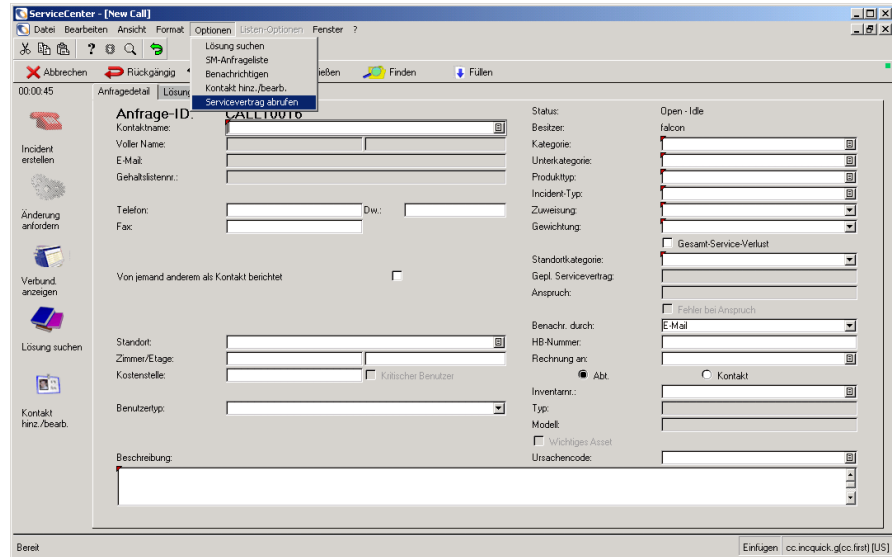 ServiceCenter - [New Call]
Datei Bearbeiten Ansicht Format Optionen Listen-Optionen Fenster ?
Lösung suchen
SM-Anfrageliste
Benachrichtigen
Kontakt hinz./bearb.
Servicevertrag abrufen
Abbrechen Rückgängig ießen Finden Füllen
00:00:45
Anfragedetail Lösung
Incident erstellen
Änderung anfordern
Verbund. anzeigen
Lösung suchen
Kontakt hinz./bearb.
Anfrage-ID: CALL10016
Kontaktname:
Voller Name:
E-Mail:
Gehaltslistennr.:
Telefon: Dw.:
Fax:
Von jemand anderem als Kontakt berichtet
Standort:
Zimmer/Etage:
Kostenstelle: Kritischer Benutzer
Benutzertyp:
Beschreibung:
Status: Open - Idle
Besitzer: falcon
Kategorie:
Unterkategorie:
Produkttyp:
Incident-Typ:
Zuweisung:
Gewichtung:
Gesamt-Service-Verlust
Standortkategorie:
Gepl. Servicevertrag:
Anspruch:
Fehler bei Anspruch
Benachr. durch: E-Mail
HB-Nummer:
Rechnung an:
Abt. Kontakt
Inventarnr.:
Typ:
Modell:
Wichtiges Asset
Ursachencode:
Bereit
Einfügen cc.incquick.g(cc.first) [US]